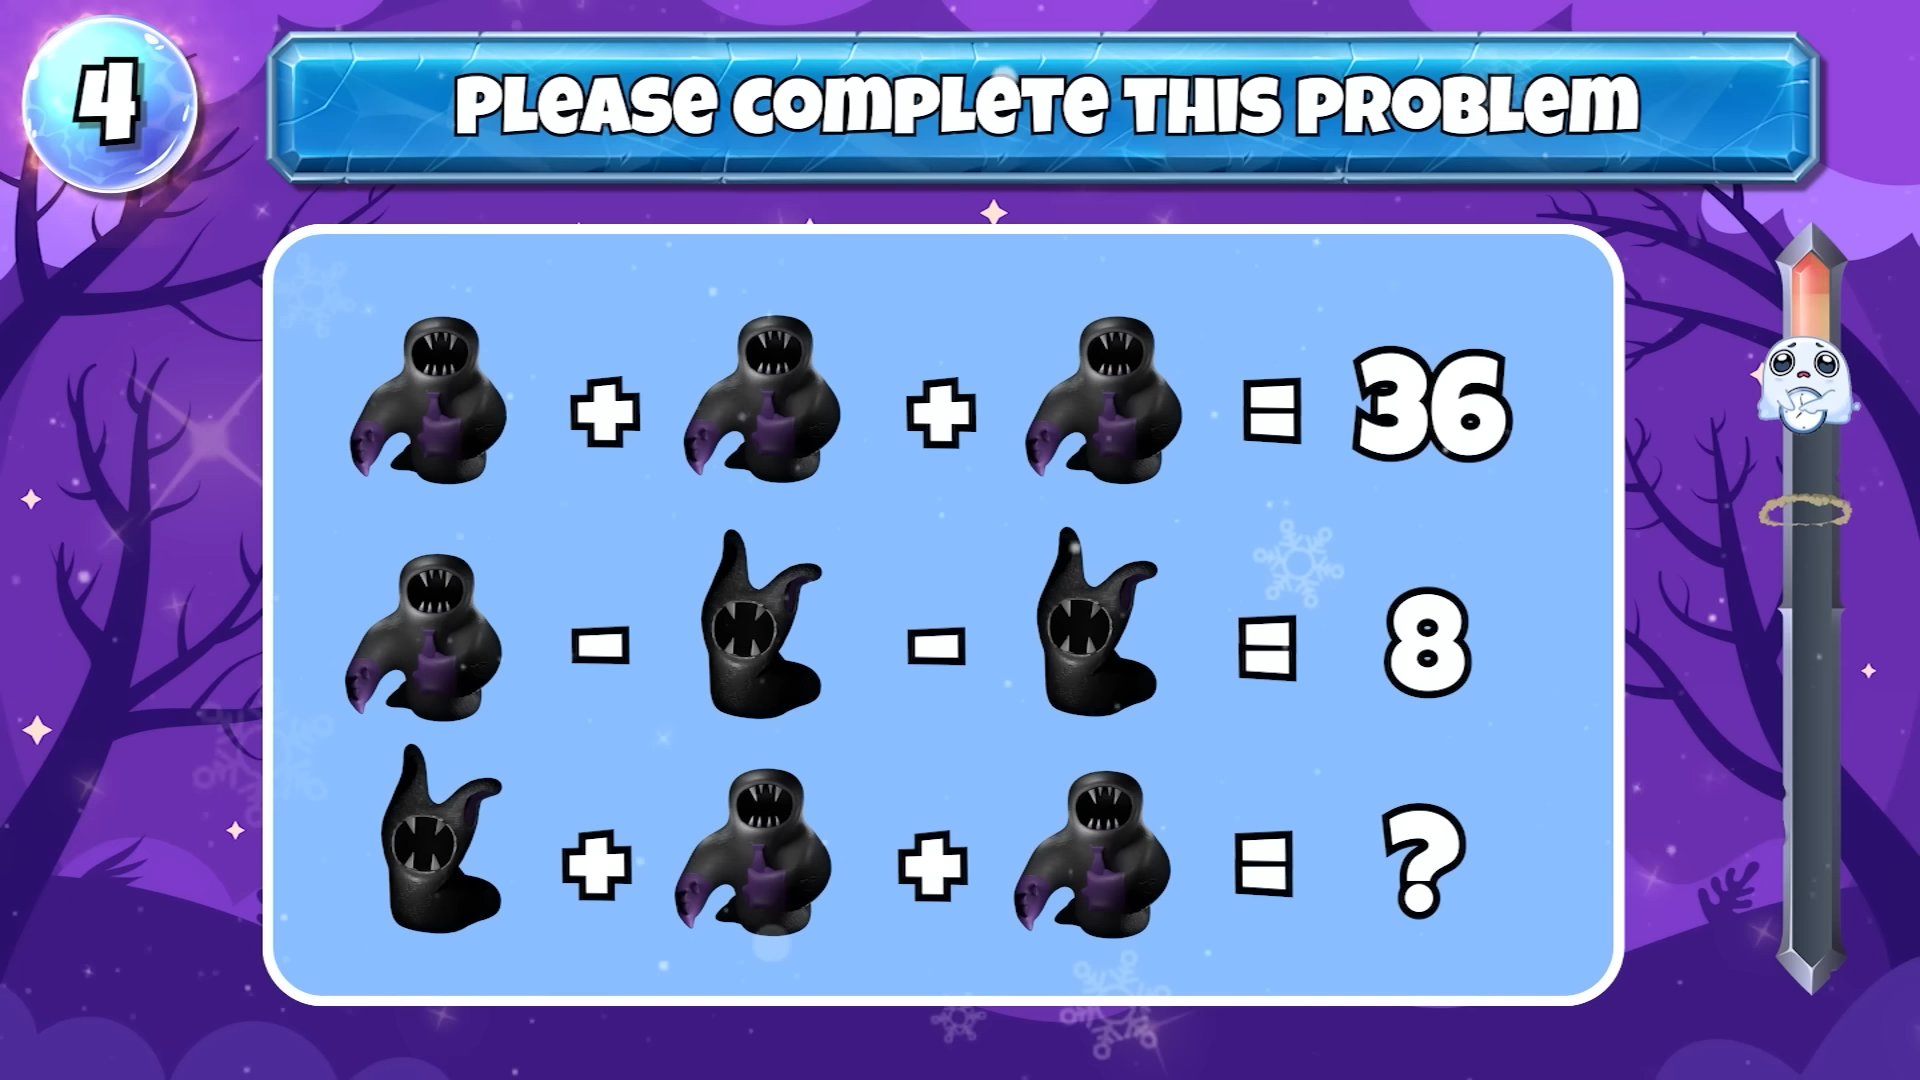 4
PLEASE COMPLETE THIS PROBLEM
+ + = 36
- - = 8
+ + = ?